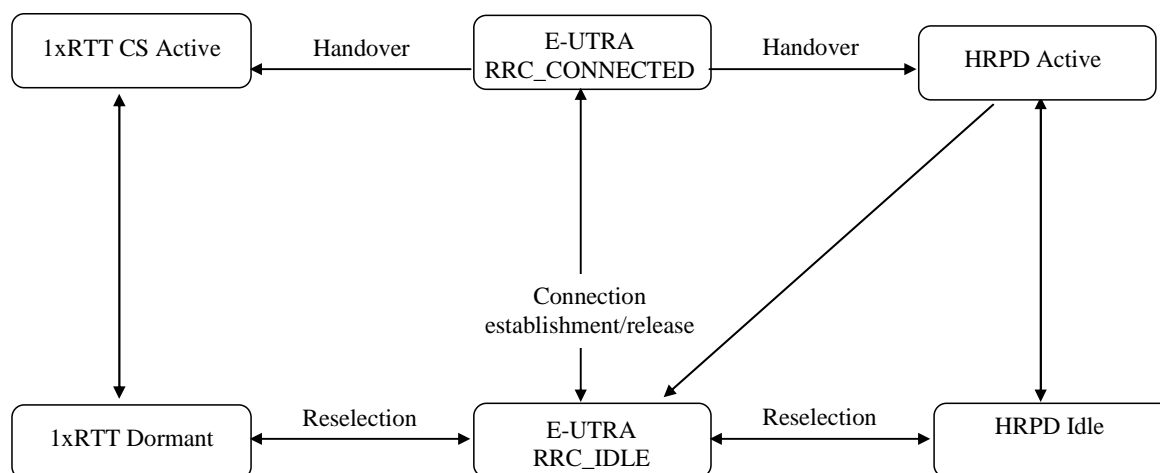 1xRTT CS Active
Handover
E-UTRA
RRC_CONNECTED
Handover
HRPD Active
Connection
establishment/release
1xRTT Dormant
Reselection
E-UTRA
RRC_IDLE
Reselection
HRPD Idle